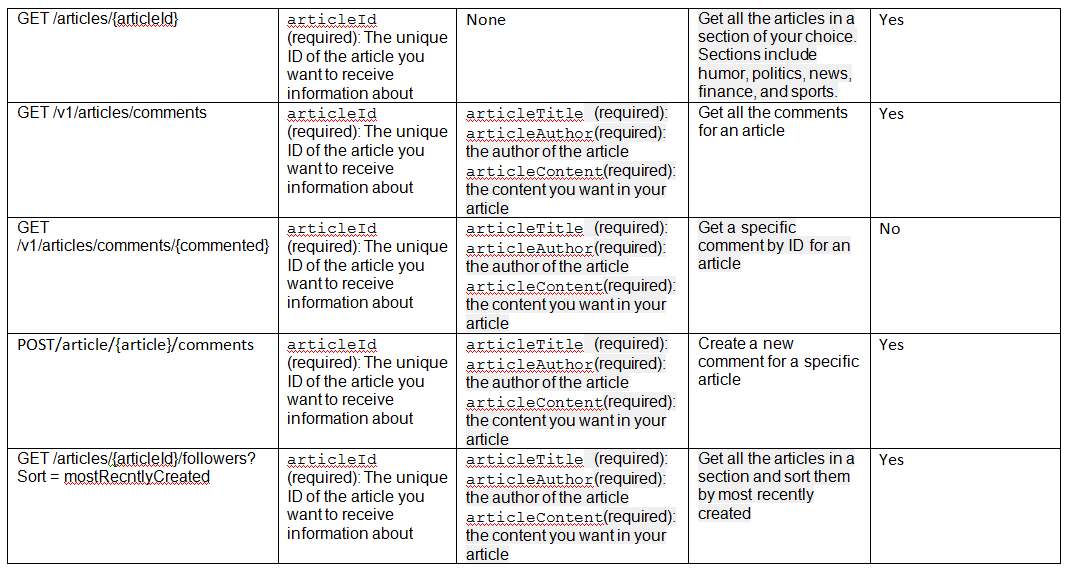 GET /articles/{articleId}
articleId
(required): The unique
ID of the article you
want to receive
information about
None
Get all the articles in a
section of your choice.
Sections include
humor, politics, news,
finance, and sports.
Yes
GET /v1/articles/comments
articleId
(required): The unique
ID of the article you
want to receive
information about
articleTitle (required):
articleAuthor(required):
the author of the article
articleContent(required):
the content you want in your
article
Get all the comments
for an article
Yes
GET
/v1/articles/comments/{commented}
articleId
(required): The unique
ID of the article you
want to receive
information about
articleTitle (required):
articleAuthor(required):
the author of the article
articleContent(required):
the content you want in your
article
Get a specific
comment by ID for an
article
No
POST/article/{article}/comments
articleId
(required): The unique
ID of the article you
want to receive
information about
articleTitle (required):
articleAuthor(required):
the author of the article
articleContent(required):
the content you want in your
article
Create a new
comment for a specific
article
Yes
GET /articles/{articleId}/followers?
Sort = mostRecntlyCreated
articleId
(required): The unique
ID of the article you
want to receive
information about
articleTitle (required):
articleAuthor(required):
the author of the article
articleContent(required):
the content you want in your
article
Get all the articles in a
section and sort them
by most recently
created
Yes